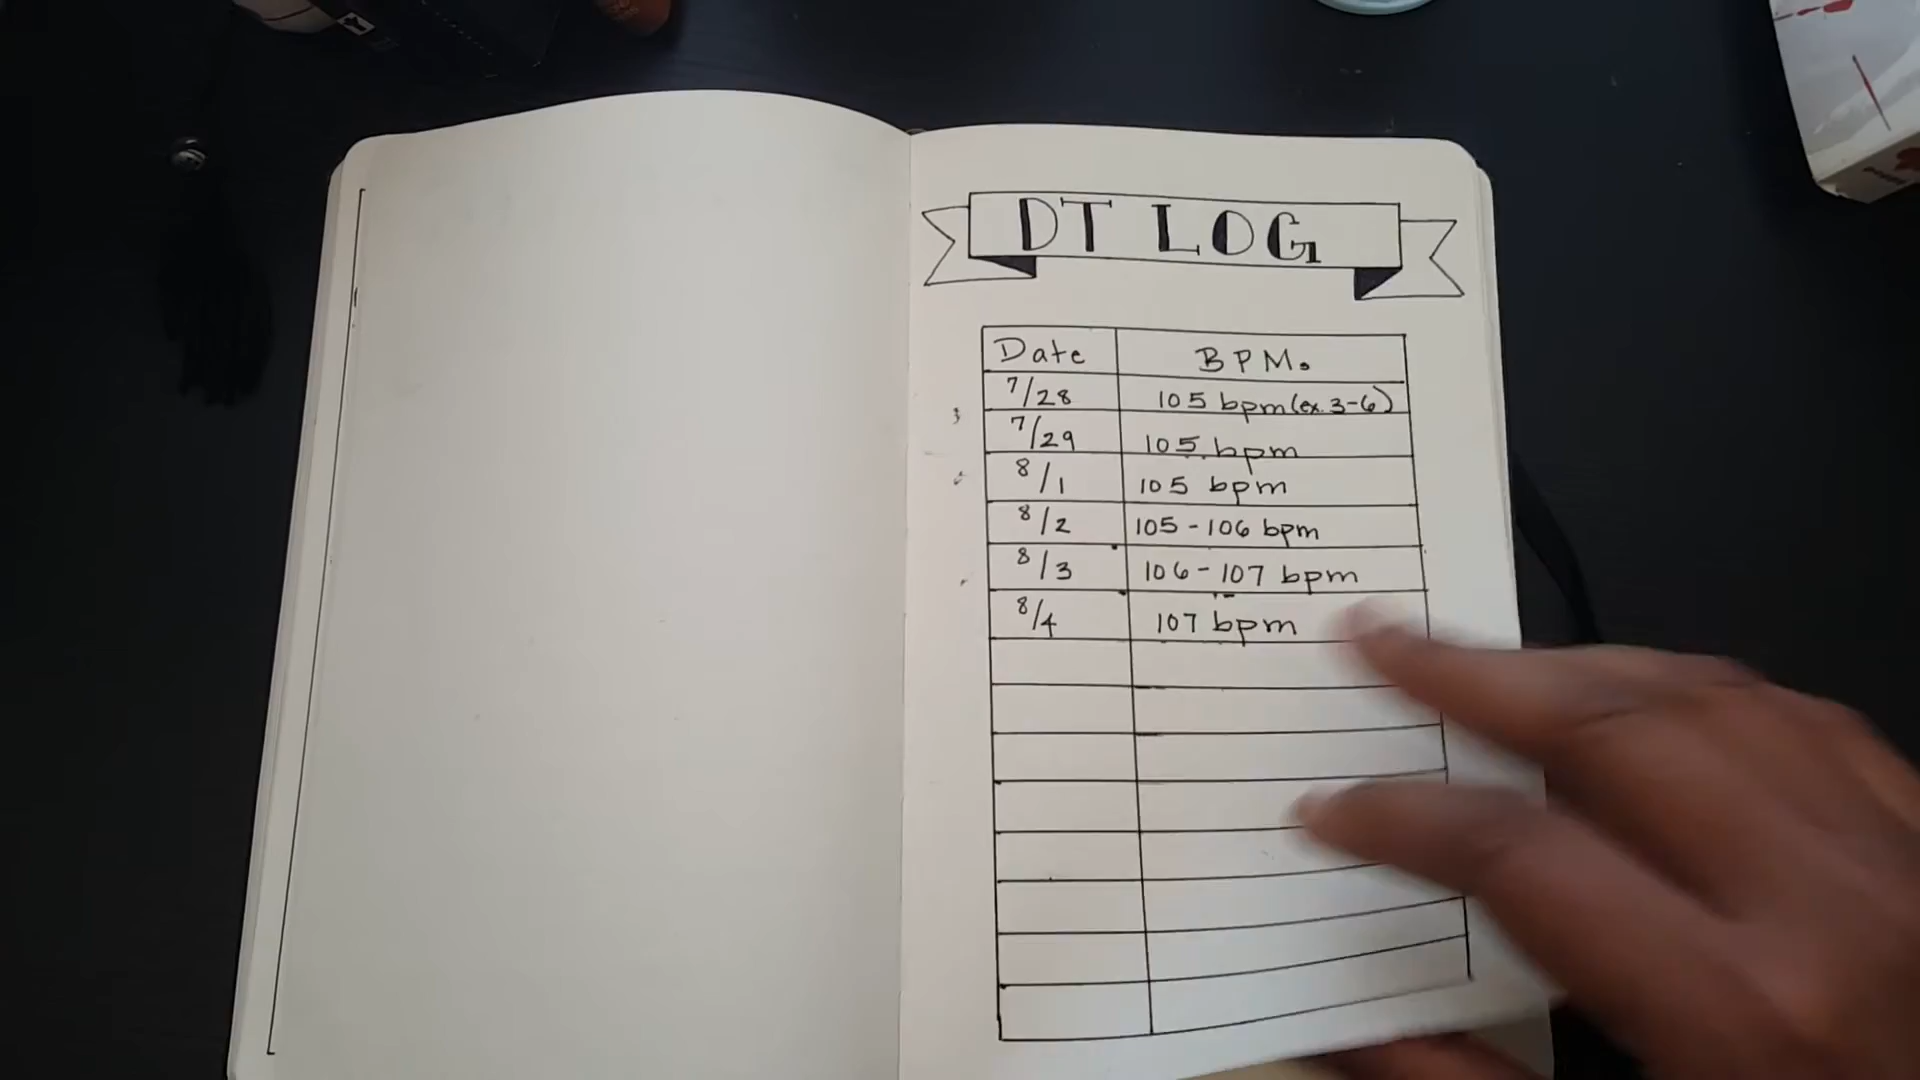 DT LOG
Date BPM.
7/28 105 bpm (ex. 3-6)
7/29 105 bpm
8/1 105 bpm
8/2 105-106 bpm
8/3 106-107 bpm
8/4 107 bpm